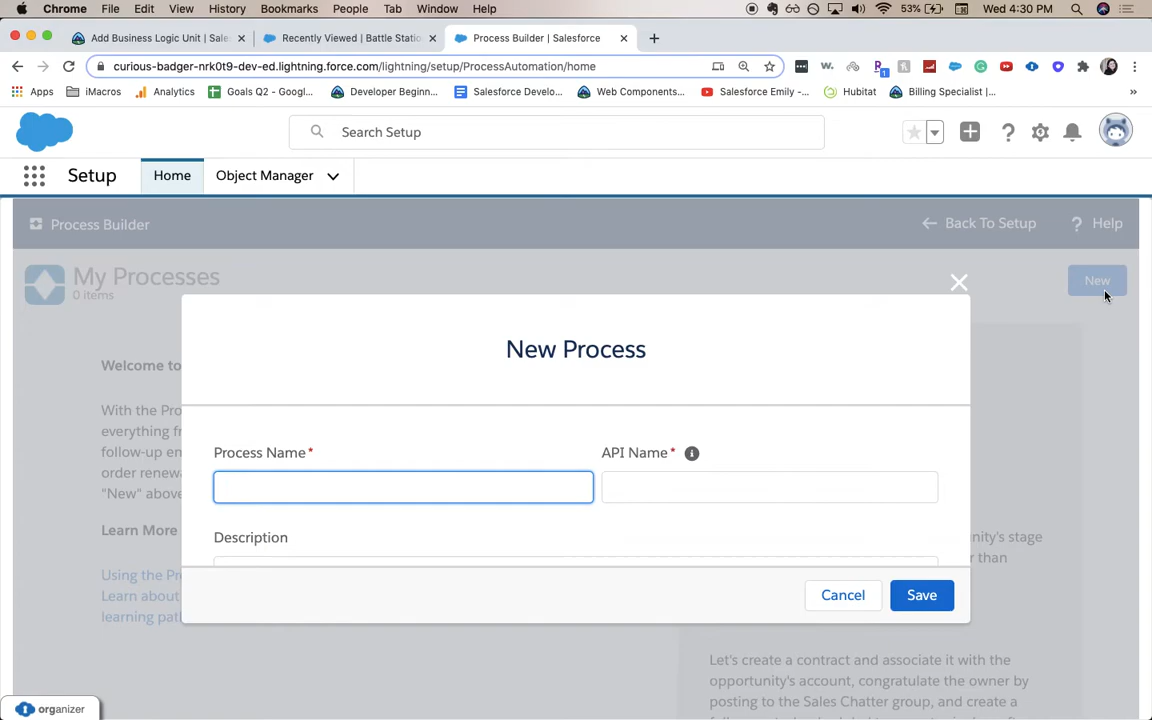 Chrome File Edit View History Bookmarks People Tab Window Help 53% Wed 4:30 PM
Add Business Logic Unit | Sale
Recently Viewed | Battle Statio
Process Builder | Salesforce
curious-badger-nrk0t9-dev-ed.lightning.force.com/lightning/setup/ProcessAutomation/home
Apps iMacros Analytics Goals Q2 - Googl... Developer Beginn... Salesforce Develo... Web Components... Salesforce Emily -... Hubitat Billing Specialist |... »
Search Setup
Setup Home Object Manager
Process Builder Back To Setup ? Help
My Processes
0 items
New
New Process
Welcome to
With the Pro
everything fr
follow-up em
order renewa
"New" above
Learn More
Using the Pr
Learn about
learning pat
Process Name*
API Name*
Description
Cancel Save
nity's stage
r than
Let's create a contract and associate it with the
opportunity's account, congratulate the owner by
posting to the Sales Chatter group, and create a
organizer